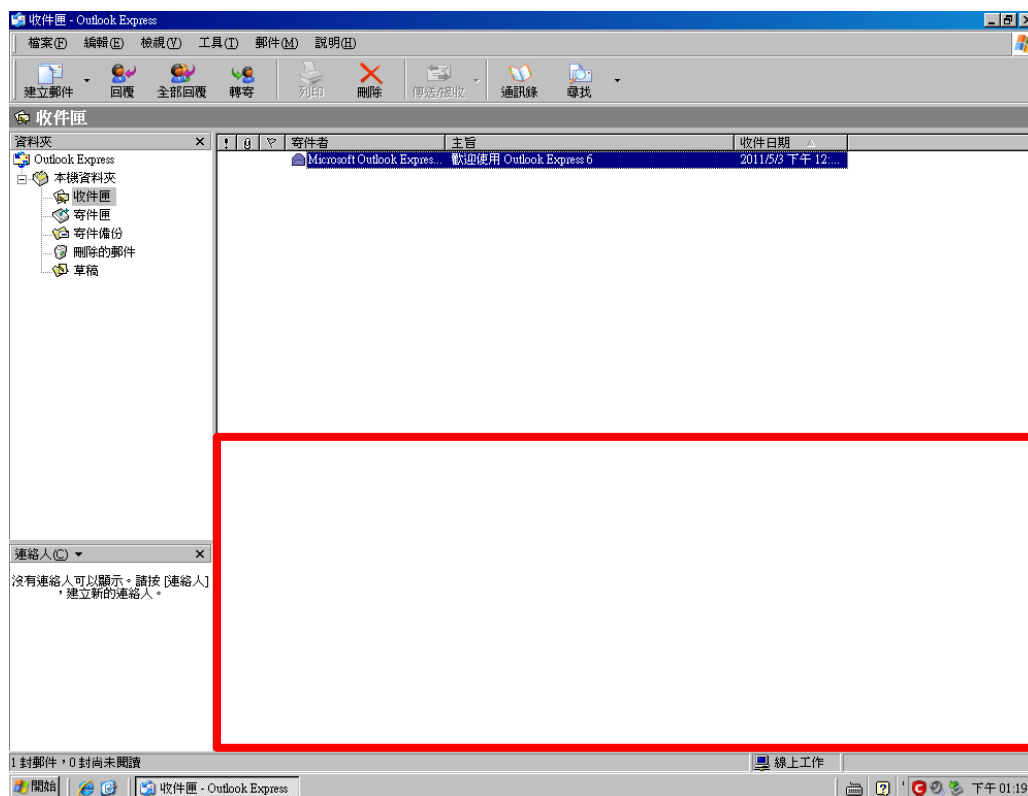 收件匣 - Outlook Express
檔案(F) 編輯(E) 檢視(V) 工具(T) 郵件(M) 說明(H)
建立郵件 回覆 全部回覆 轉寄 列印 刪除 傳送/接收 通訊錄 尋找
收件匣
資料夾
! 寄件者 主旨 收件日期
Outlook Express
Microsoft Outlook Expres... 歡迎使用 Outlook Express 6 2011/5/3 下午 12:...
本機資料夾
收件匣
寄件匣
寄件備份
刪除的郵件
草稿
連絡人(C)
沒有連絡人可以顯示。請按 [連絡人]
，建立新的連絡人。
1 封郵件，0 封尚未閱讀 線上工作
開始 收件匣 - Outlook Express 下午 01:19